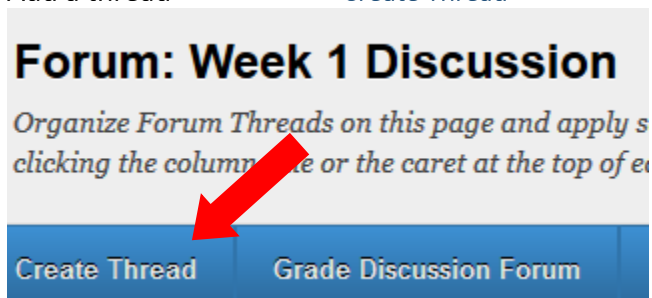 Forum: Week 1 Discussion
Organize Forum Threads on this page and apply s
clicking the column or the caret at the top of
Create Thread Grade Discussion Forum